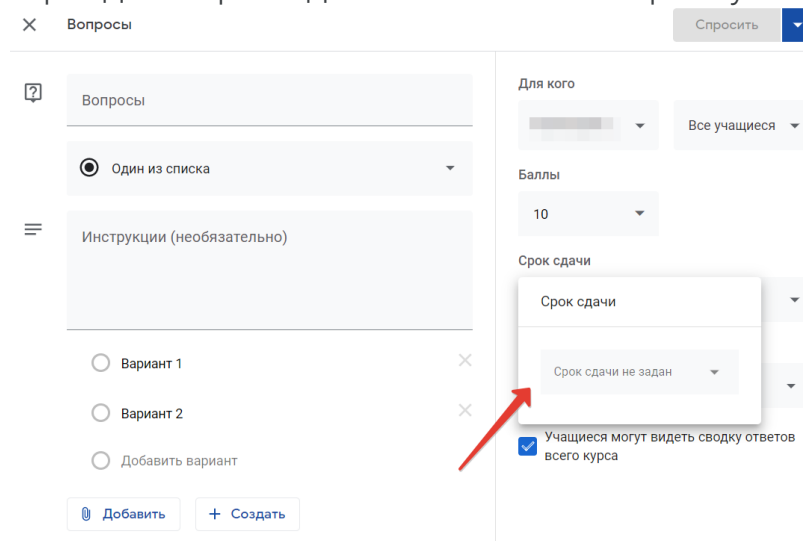 Вопросы
Спросить
Вопросы
Один из списка
Инструкции (необязательно)
Вариант 1
Вариант 2
Добавить вариант
Добавить
+ Создать
Для кого
Все учащиеся
Баллы
10
Срок сдачи
Срок сдачи
Срок сдачи не задан
Учащиеся могут видеть сводку ответов
всего курса